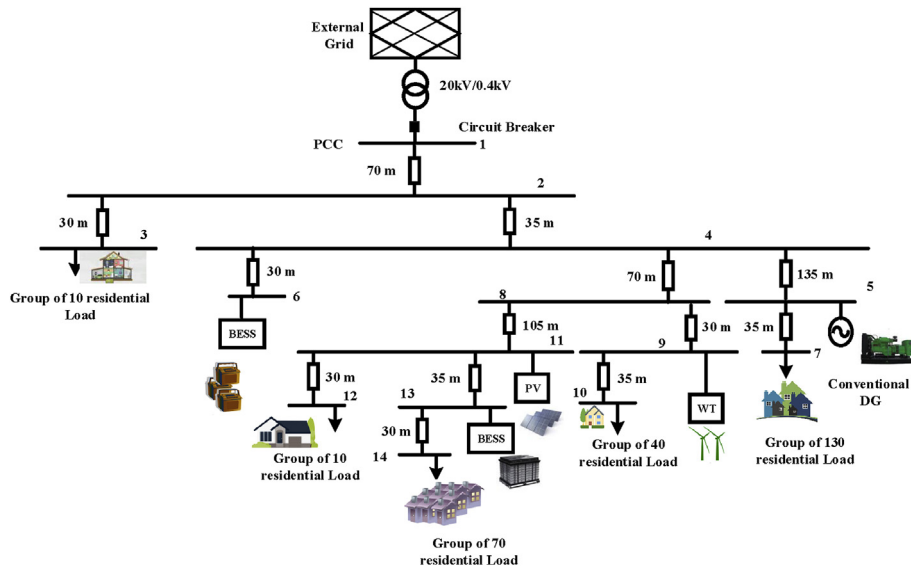 External
Grid
20kV/0.4kV
Circuit Breaker
PCC
1
70 m
2
30 m
35 m
3
4
Group of 10 residential
Load
30 m
70 m
135 m
6
8
5
BESS
105 m
30 m
35 m
11
9
7
30 m
35 m
PV
35 m
WT
Conventional
DG
12
13
10
30 m
BESS
Group of 10
residential Load
14
Group of 40
residential Load
Group of 130
residential Load
Group of 70
residential Load